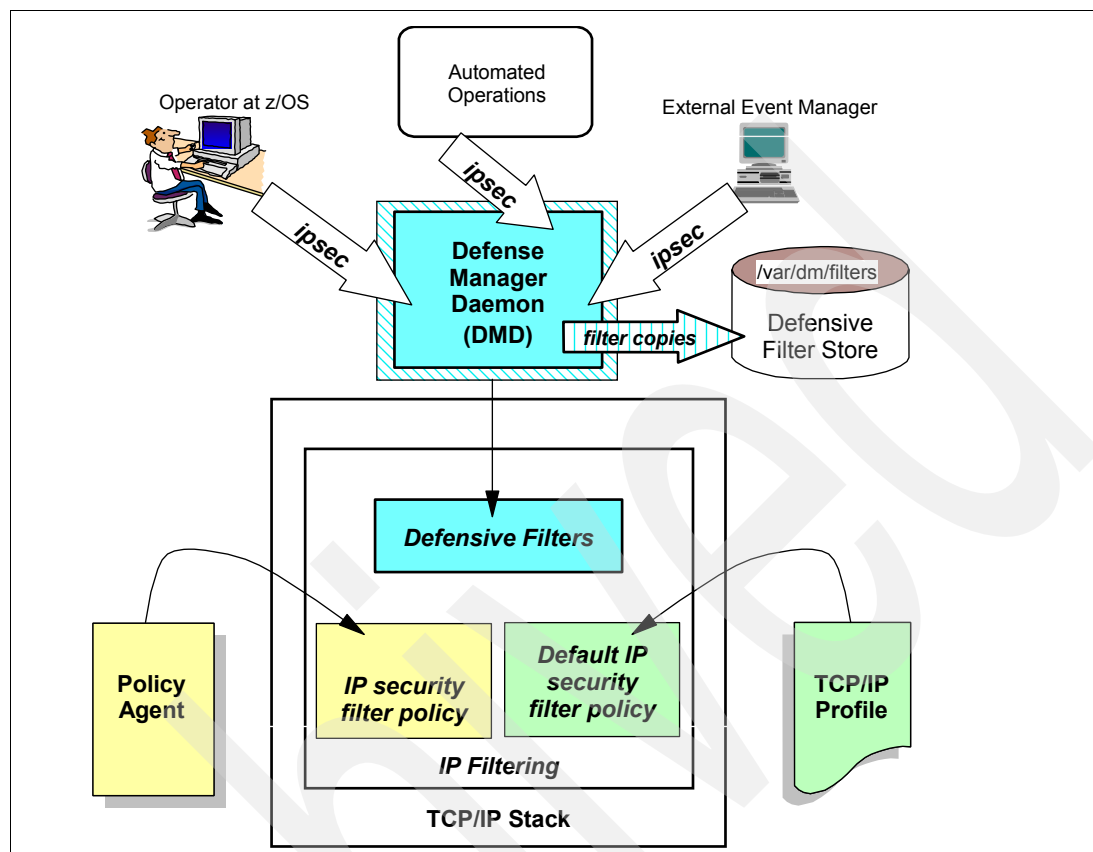 Automated
Operations
Operator at z/OS
External Event Manager
ipsec
ipsec
ipsec
Defense
Manager
Daemon
(DMD)
filter copies
/var/dm/filters
Defensive
Filter Store
Defensive Filters
Policy
Agent
IP security
filter policy
Default IP
security
filter policy
TCP/IP
Profile
IP Filtering
TCP/IP Stack